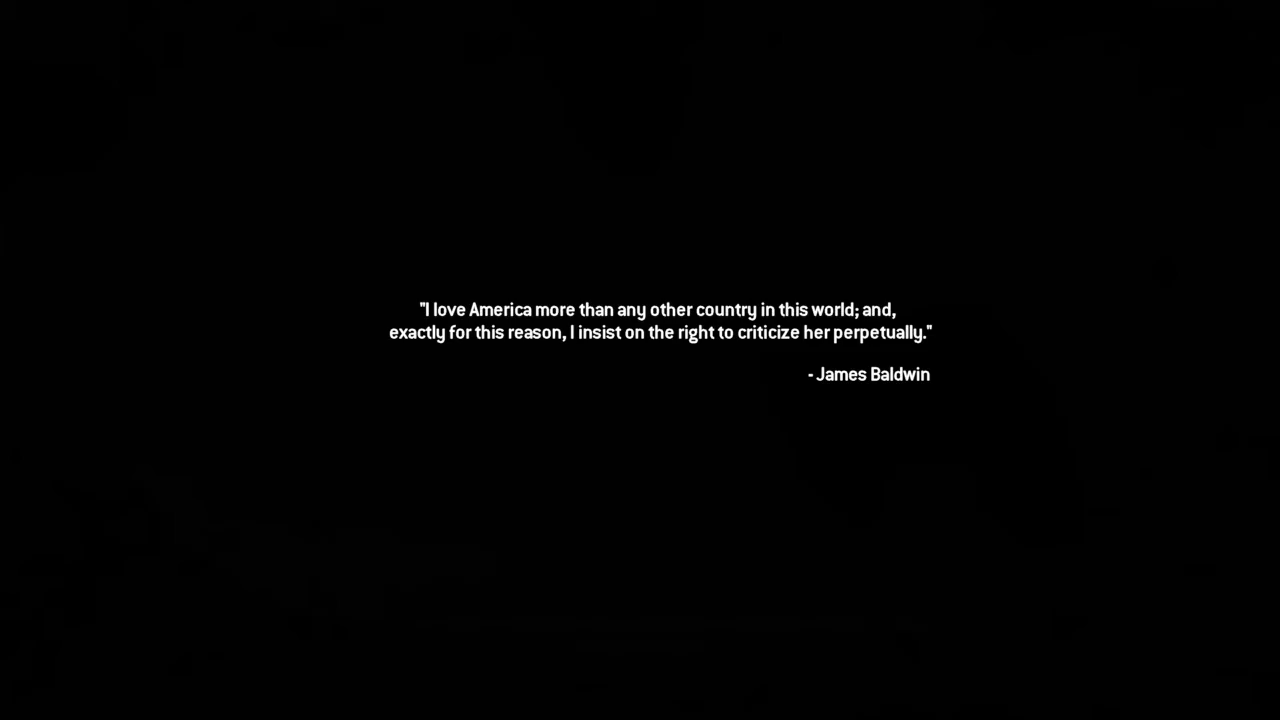 "I love America more than any other country in this world; and,
exactly for this reason, I insist on the right to criticize her perpetually."
- James Baldwin